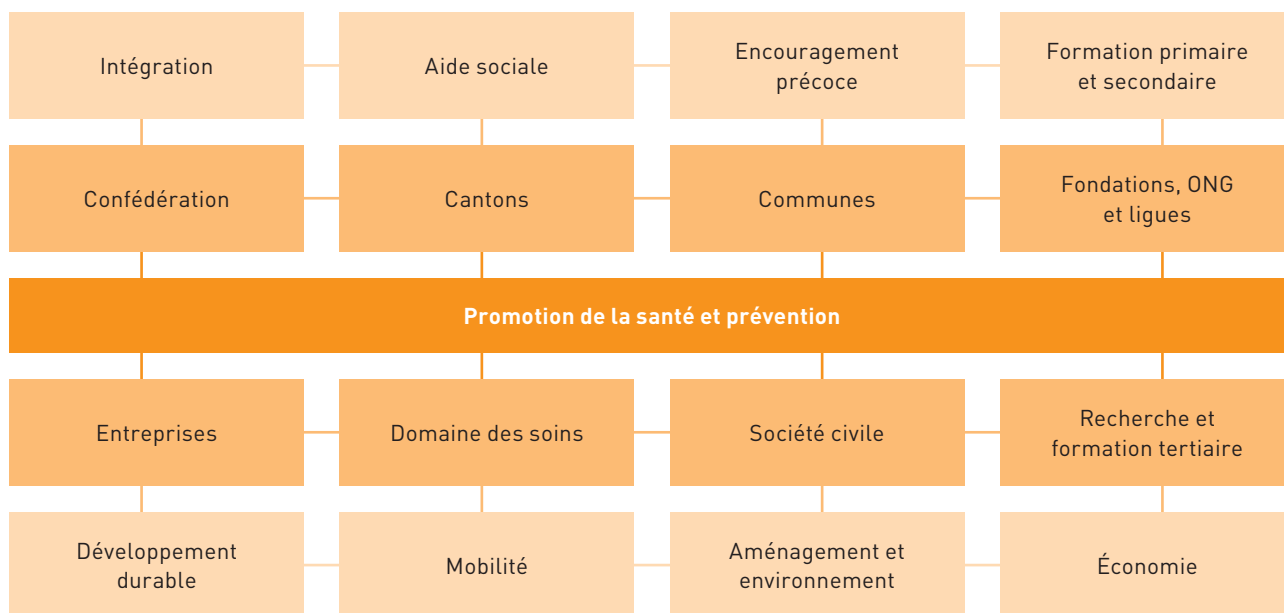 Intégration
Aide sociale
Encouragement
précoce
Formation primaire
et secondaire
Confédération
Cantons
Communes
Fondations, ONG
et ligues
Promotion de la santé et prévention
Entreprises
Domaine des soins
Société civile
Recherche et
formation tertiaire
Développement
durable
Mobilité
Aménagement et
environnement
Économie